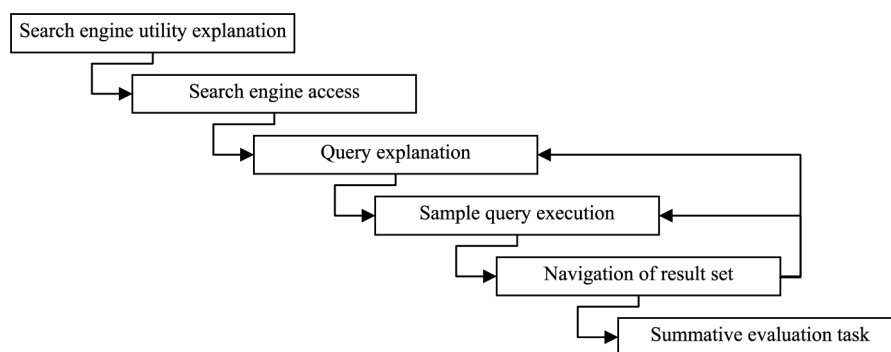 Search engine utility explanation
Search engine access
Query explanation
Sample query execution
Navigation of result set
Summative evaluation task